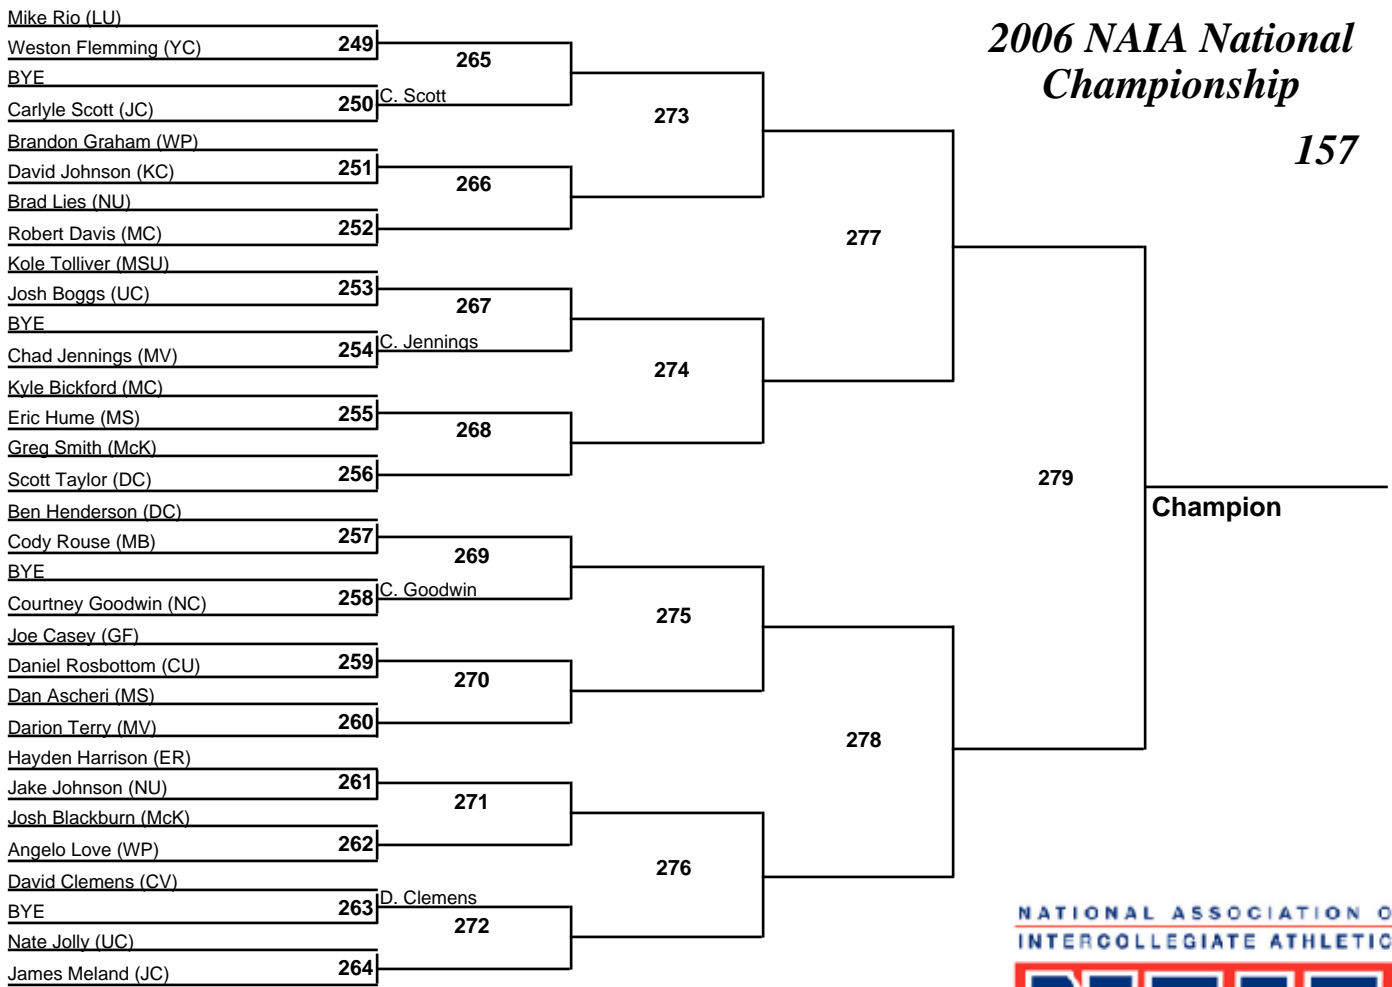 2006 NAIA National
Championship
157
Mike Rio (LU)
Weston Flemming (YC)
249
265
BYE
Carlyle Scott (JC)
250
C. Scott
273
Brandon Graham (WP)
David Johnson (KC)
251
266
Brad Lies (NU)
Robert Davis (MC)
252
277
Kole Tolliver (MSU)
Josh Boggs (UC)
253
267
BYE
Chad Jennings (MV)
254
C. Jennings
274
Kyle Bickford (MC)
Eric Hume (MS)
255
268
Greg Smith (McK)
Scott Taylor (DC)
256
279
Champion
Ben Henderson (DC)
Cody Rouse (MB)
257
269
BYE
Courtney Goodwin (NC)
258
C. Goodwin
275
Joe Casey (GF)
Daniel Rosbottom (CU)
259
270
Dan Ascheri (MS)
Darion Terry (MV)
260
278
Hayden Harrison (ER)
Jake Johnson (NU)
261
271
Josh Blackburn (McK)
Angelo Love (WP)
262
276
David Clemens (CV)
BYE
263
D. Clemens
272
Nate Jolly (UC)
James Meland (JC)
264
NATIONAL ASSOCIATION O
INTERCOLLEGIATE ATHLETIC